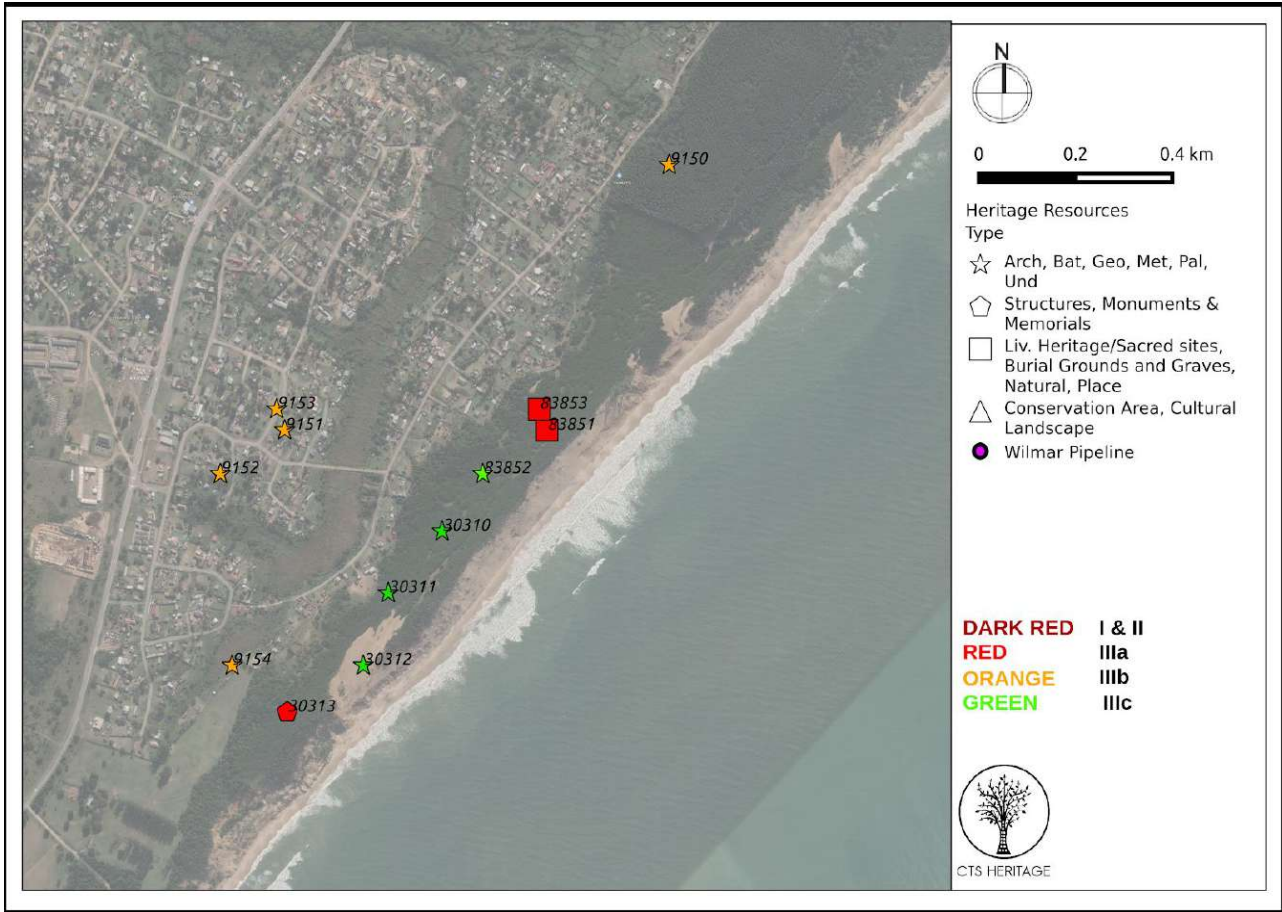 9150
83853
9153
83851
9151
9152
83852
30310
30311
9154
30312
30313
N
0 0.2 0.4 km
Heritage Resources
Type
Arch, Bat, Geo, Met, Pal,
Und
Structures, Monuments &
Memorials
Liv. Heritage/Sacred sites,
Burial Grounds and Graves,
Natural, Place
Conservation Area, Cultural
Landscape
Wilmar Pipeline
DARK RED I & II
RED IIIa
ORANGE IIIb
GREEN IIIc
CTS HERITAGE